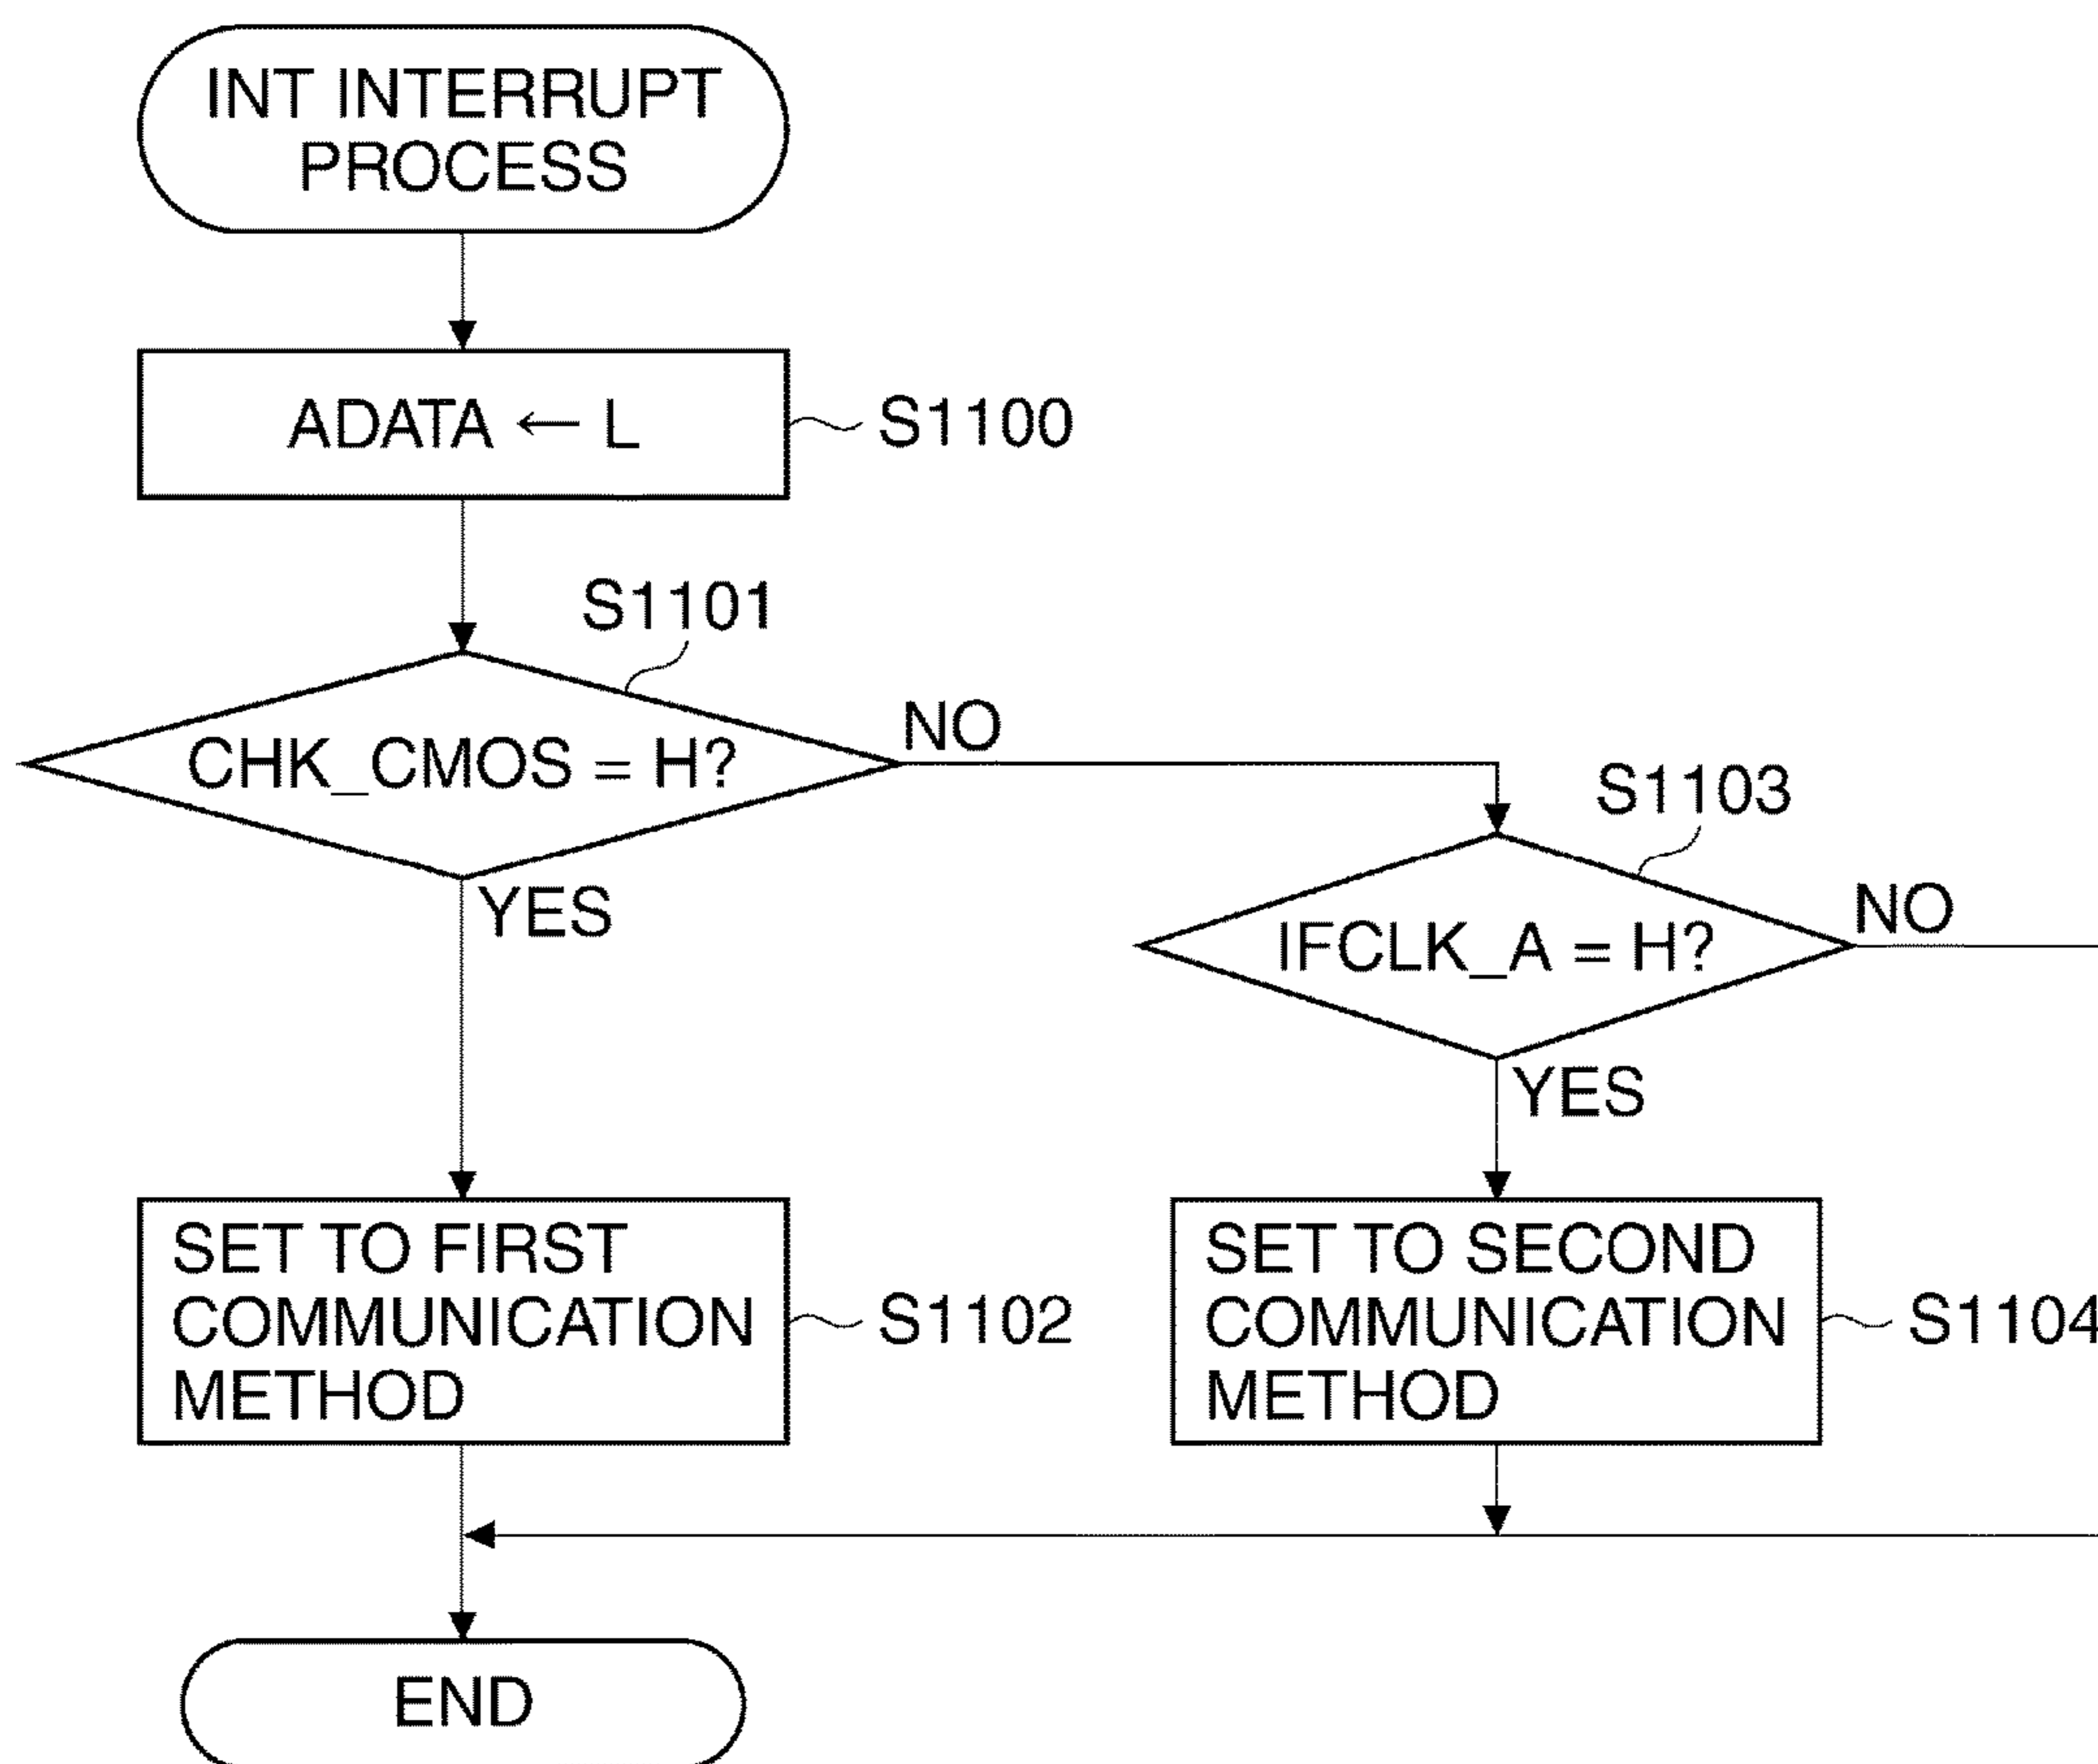 INT INTERRUPT
PROCESS
ADATA ← L
S1100
S1101
CHK_CMOS = H?
NO
YES
S1103
IFCLK_A = H?
NO
YES
SET TO FIRST
COMMUNICATION
METHOD
S1102
SET TO SECOND
COMMUNICATION
METHOD
S1104
END